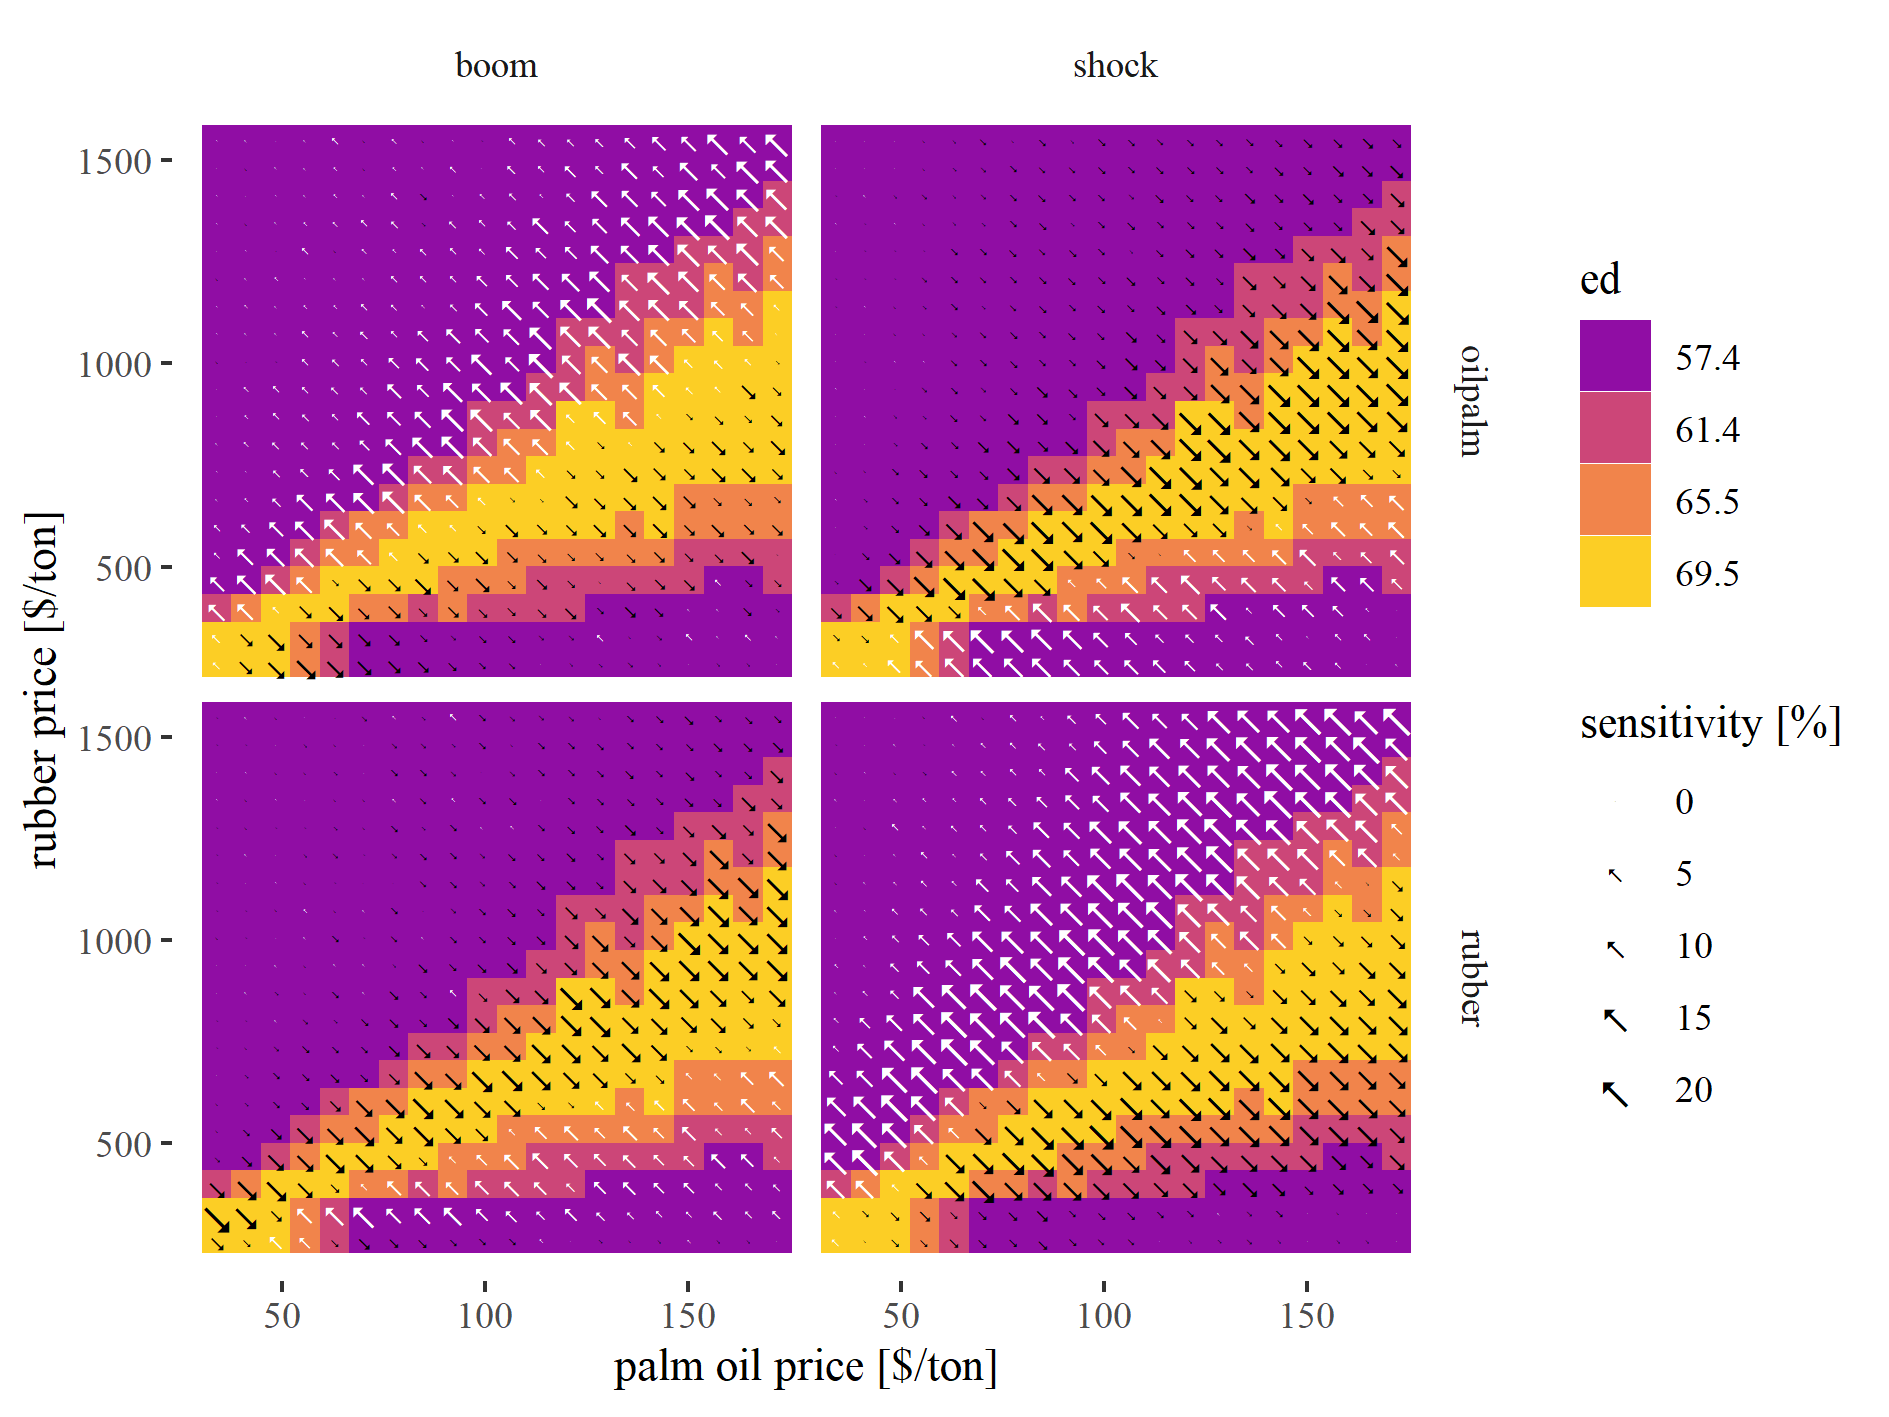 boom
shock
1500
1000
500
oilpalm
1500
1000
500
rubber
rubber price [$/ton]
50
100
150
50
100
150
palm oil price [$/ton]
ed
57.4
61.4
65.5
69.5
sensitivity [%]
0
5
10
15
20